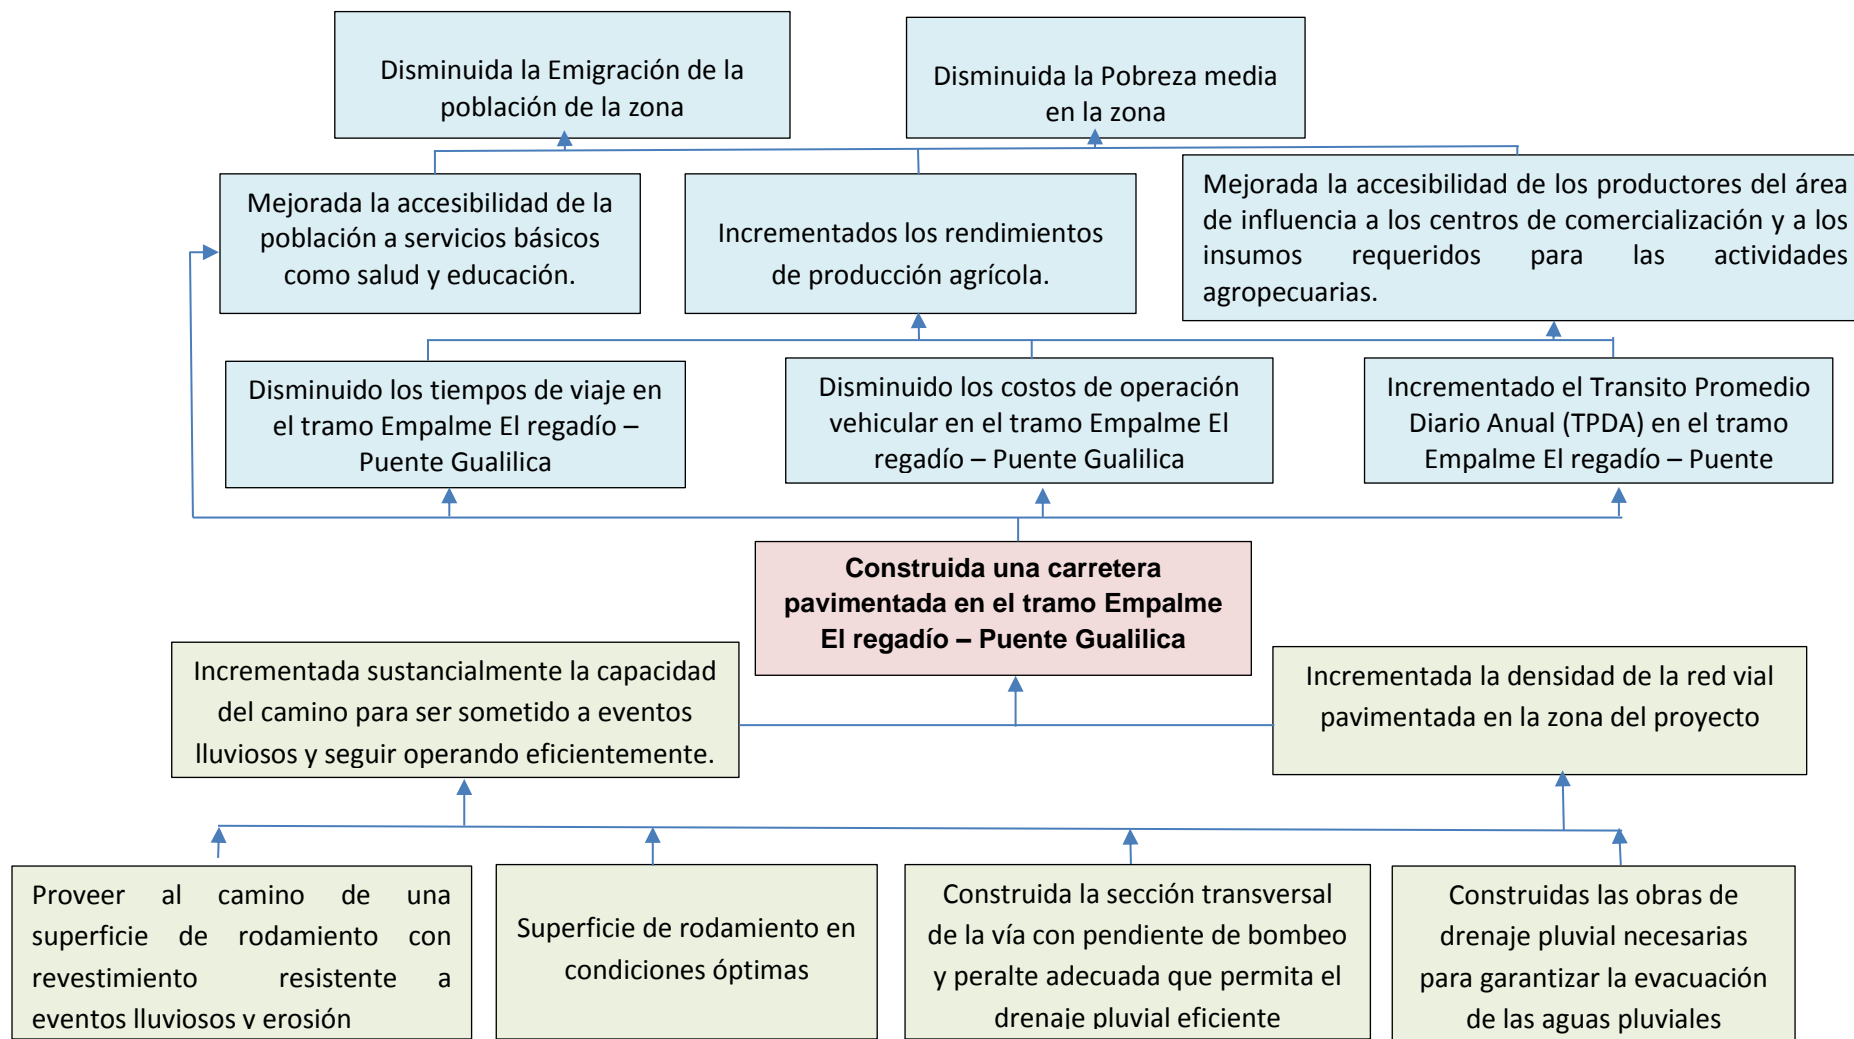 Disminuida la Emigración de la
población de la zona
Disminuida la Pobreza media
en la zona
Mejorada la accesibilidad de la
población a servicios básicos
como salud y educación.
Incrementados los rendimientos
de producción agrícola.
Mejorada la accesibilidad de los productores del área
de influencia a los centros de comercialización y a los
insumos requeridos para las actividades
agropecuarias.
Disminuido los tiempos de viaje en
el tramo Empalme El regadío –
Puente Gualilica
Disminuido los costos de operación
vehicular en el tramo Empalme El
regadío – Puente Gualilica
Incrementado el Transito Promedio
Diario Anual (TPDA) en el tramo
Empalme El regadío – Puente
Construida una carretera
pavimentada en el tramo Empalme
El regadío – Puente Gualilica
Incrementada sustancialmente la capacidad
del camino para ser sometido a eventos
lluviosos y seguir operando eficientemente.
Incrementada la densidad de la red vial
pavimentada en la zona del proyecto
Proveer al camino de una
superficie de rodamiento con
revestimiento resistente a
eventos lluviosos y erosión
Superficie de rodamiento en
condiciones óptimas
Construida la sección transversal
de la vía con pendiente de bombeo
y peralte adecuada que permita el
drenaje pluvial eficiente
Construidas las obras de
drenaje pluvial necesarias
para garantizar la evacuación
de las aguas pluviales